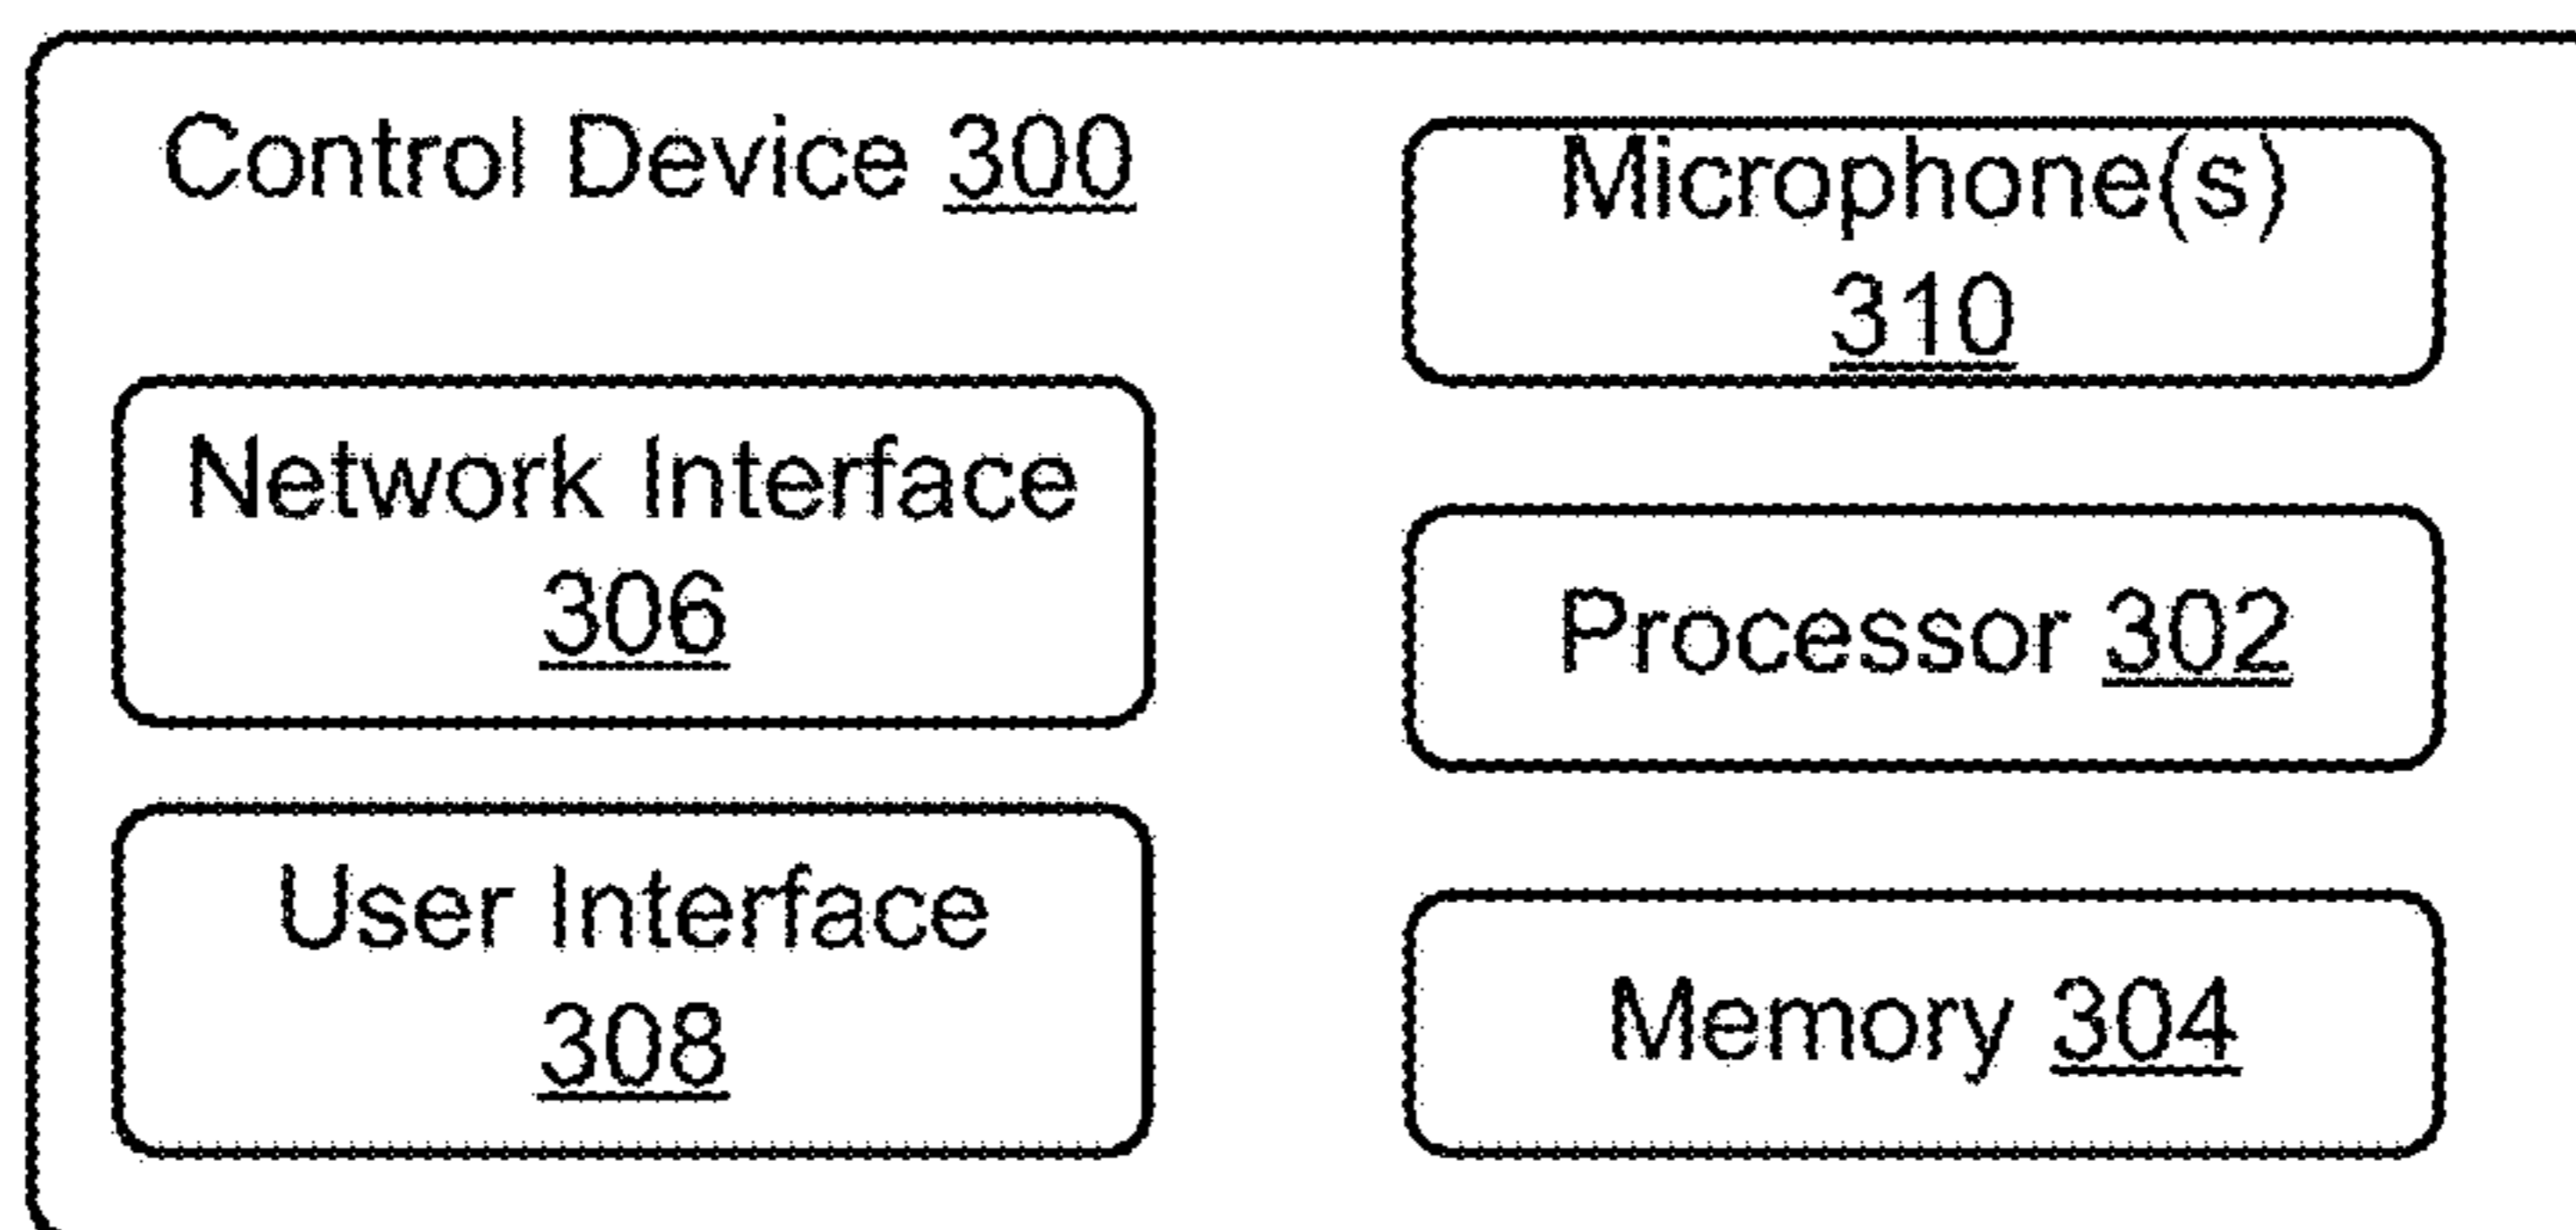 Control Device 300
Network Interface
306
User Interface
308
Microphone(s)
310
Processor 302
Memory 304